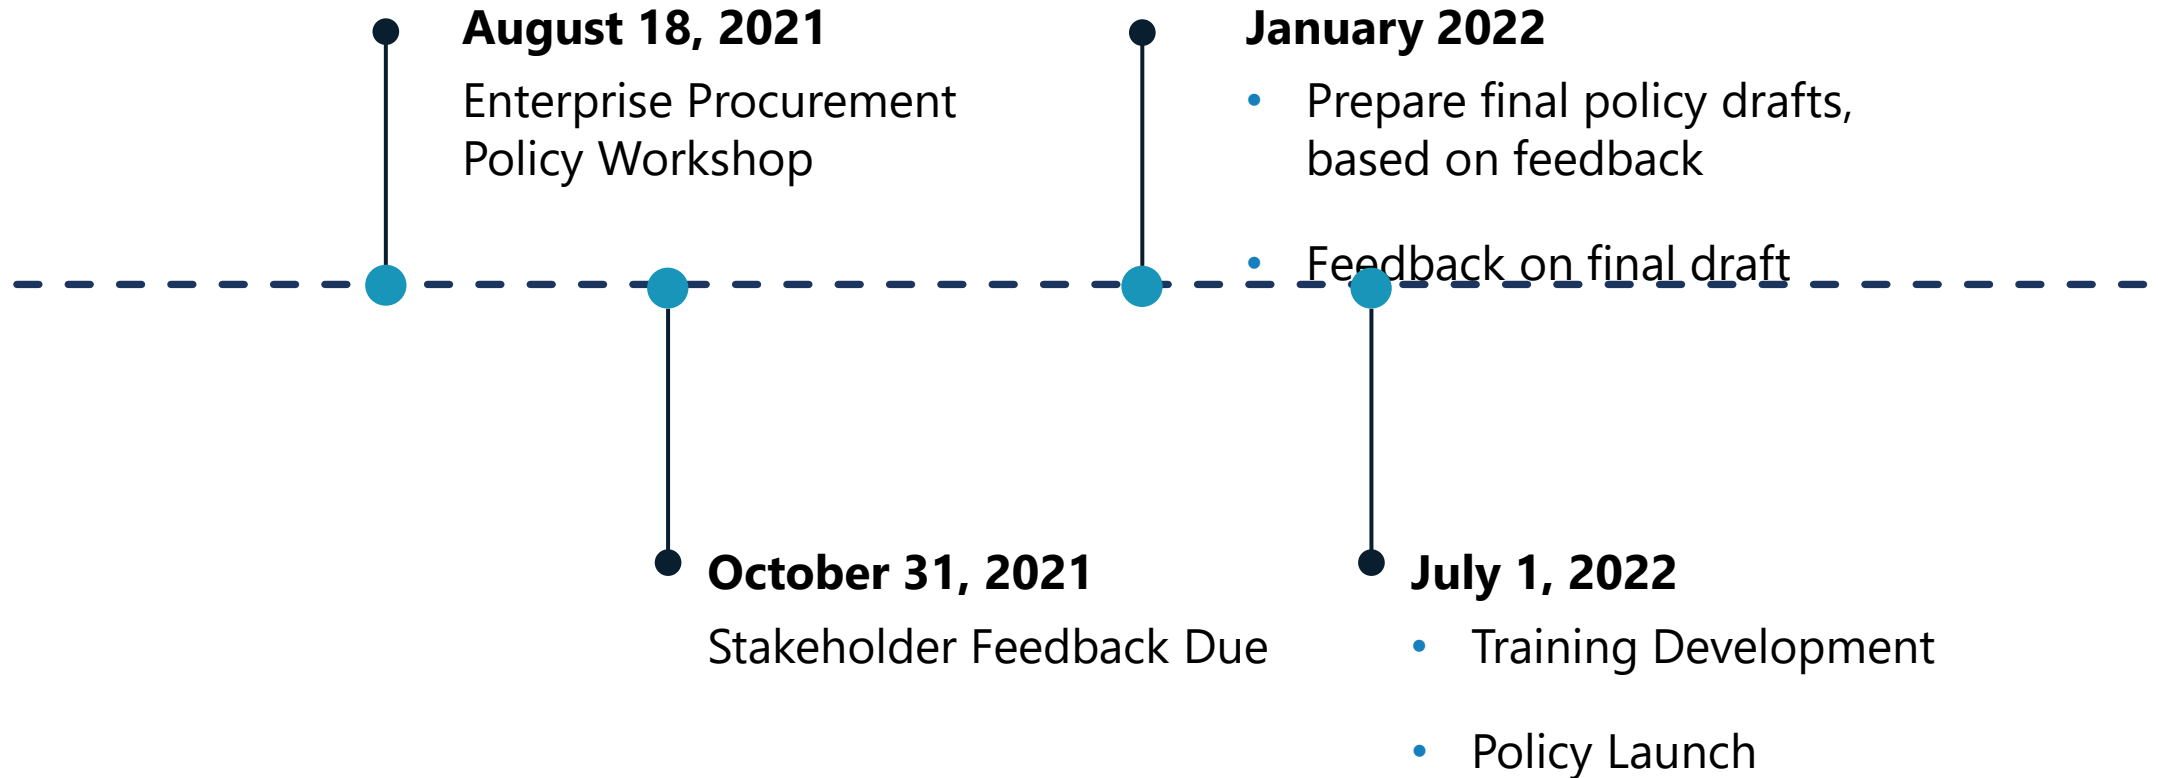 August 18, 2021
Enterprise Procurement
Policy Workshop
January 2022
• Prepare final policy drafts,
based on feedback
• Feedback on final draft
October 31, 2021
Stakeholder Feedback Due
July 1, 2022
• Training Development
• Policy Launch